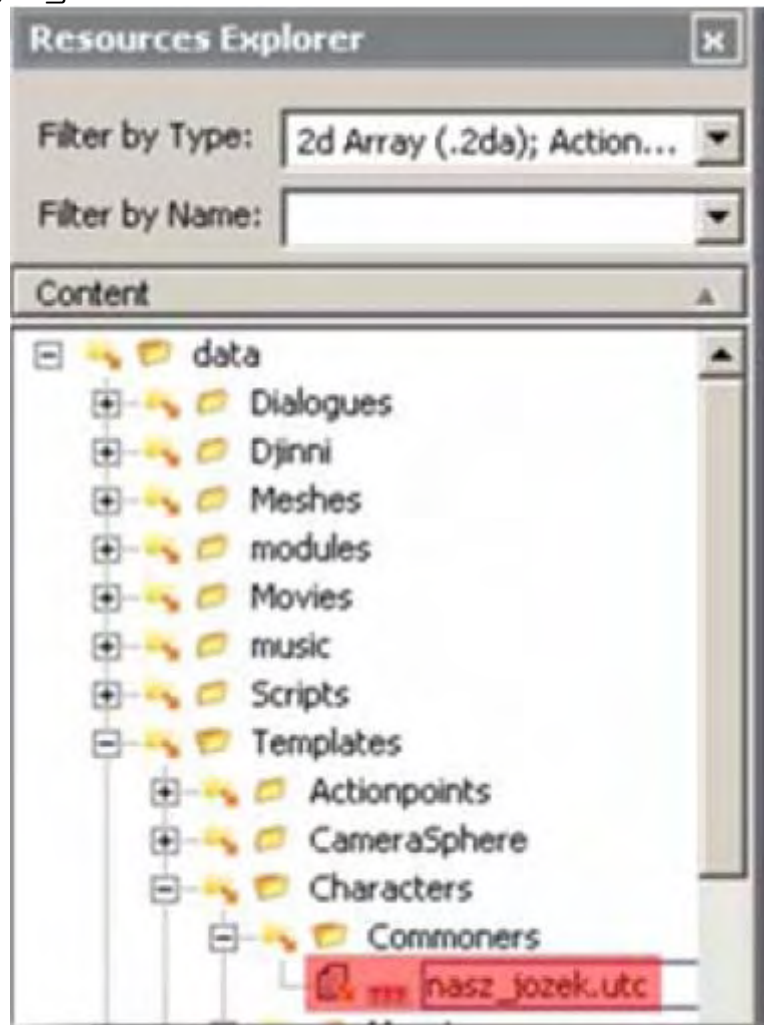 Resources Explorer
Filter by Type: 2d Array (.2da); Action...
Filter by Name:
Content
data
Dialogues
Djinni
Meshes
modules
Movies
music
Scripts
Templates
Actionpoints
CameraSphere
Characters
Commoners
nasz_jozek.utc